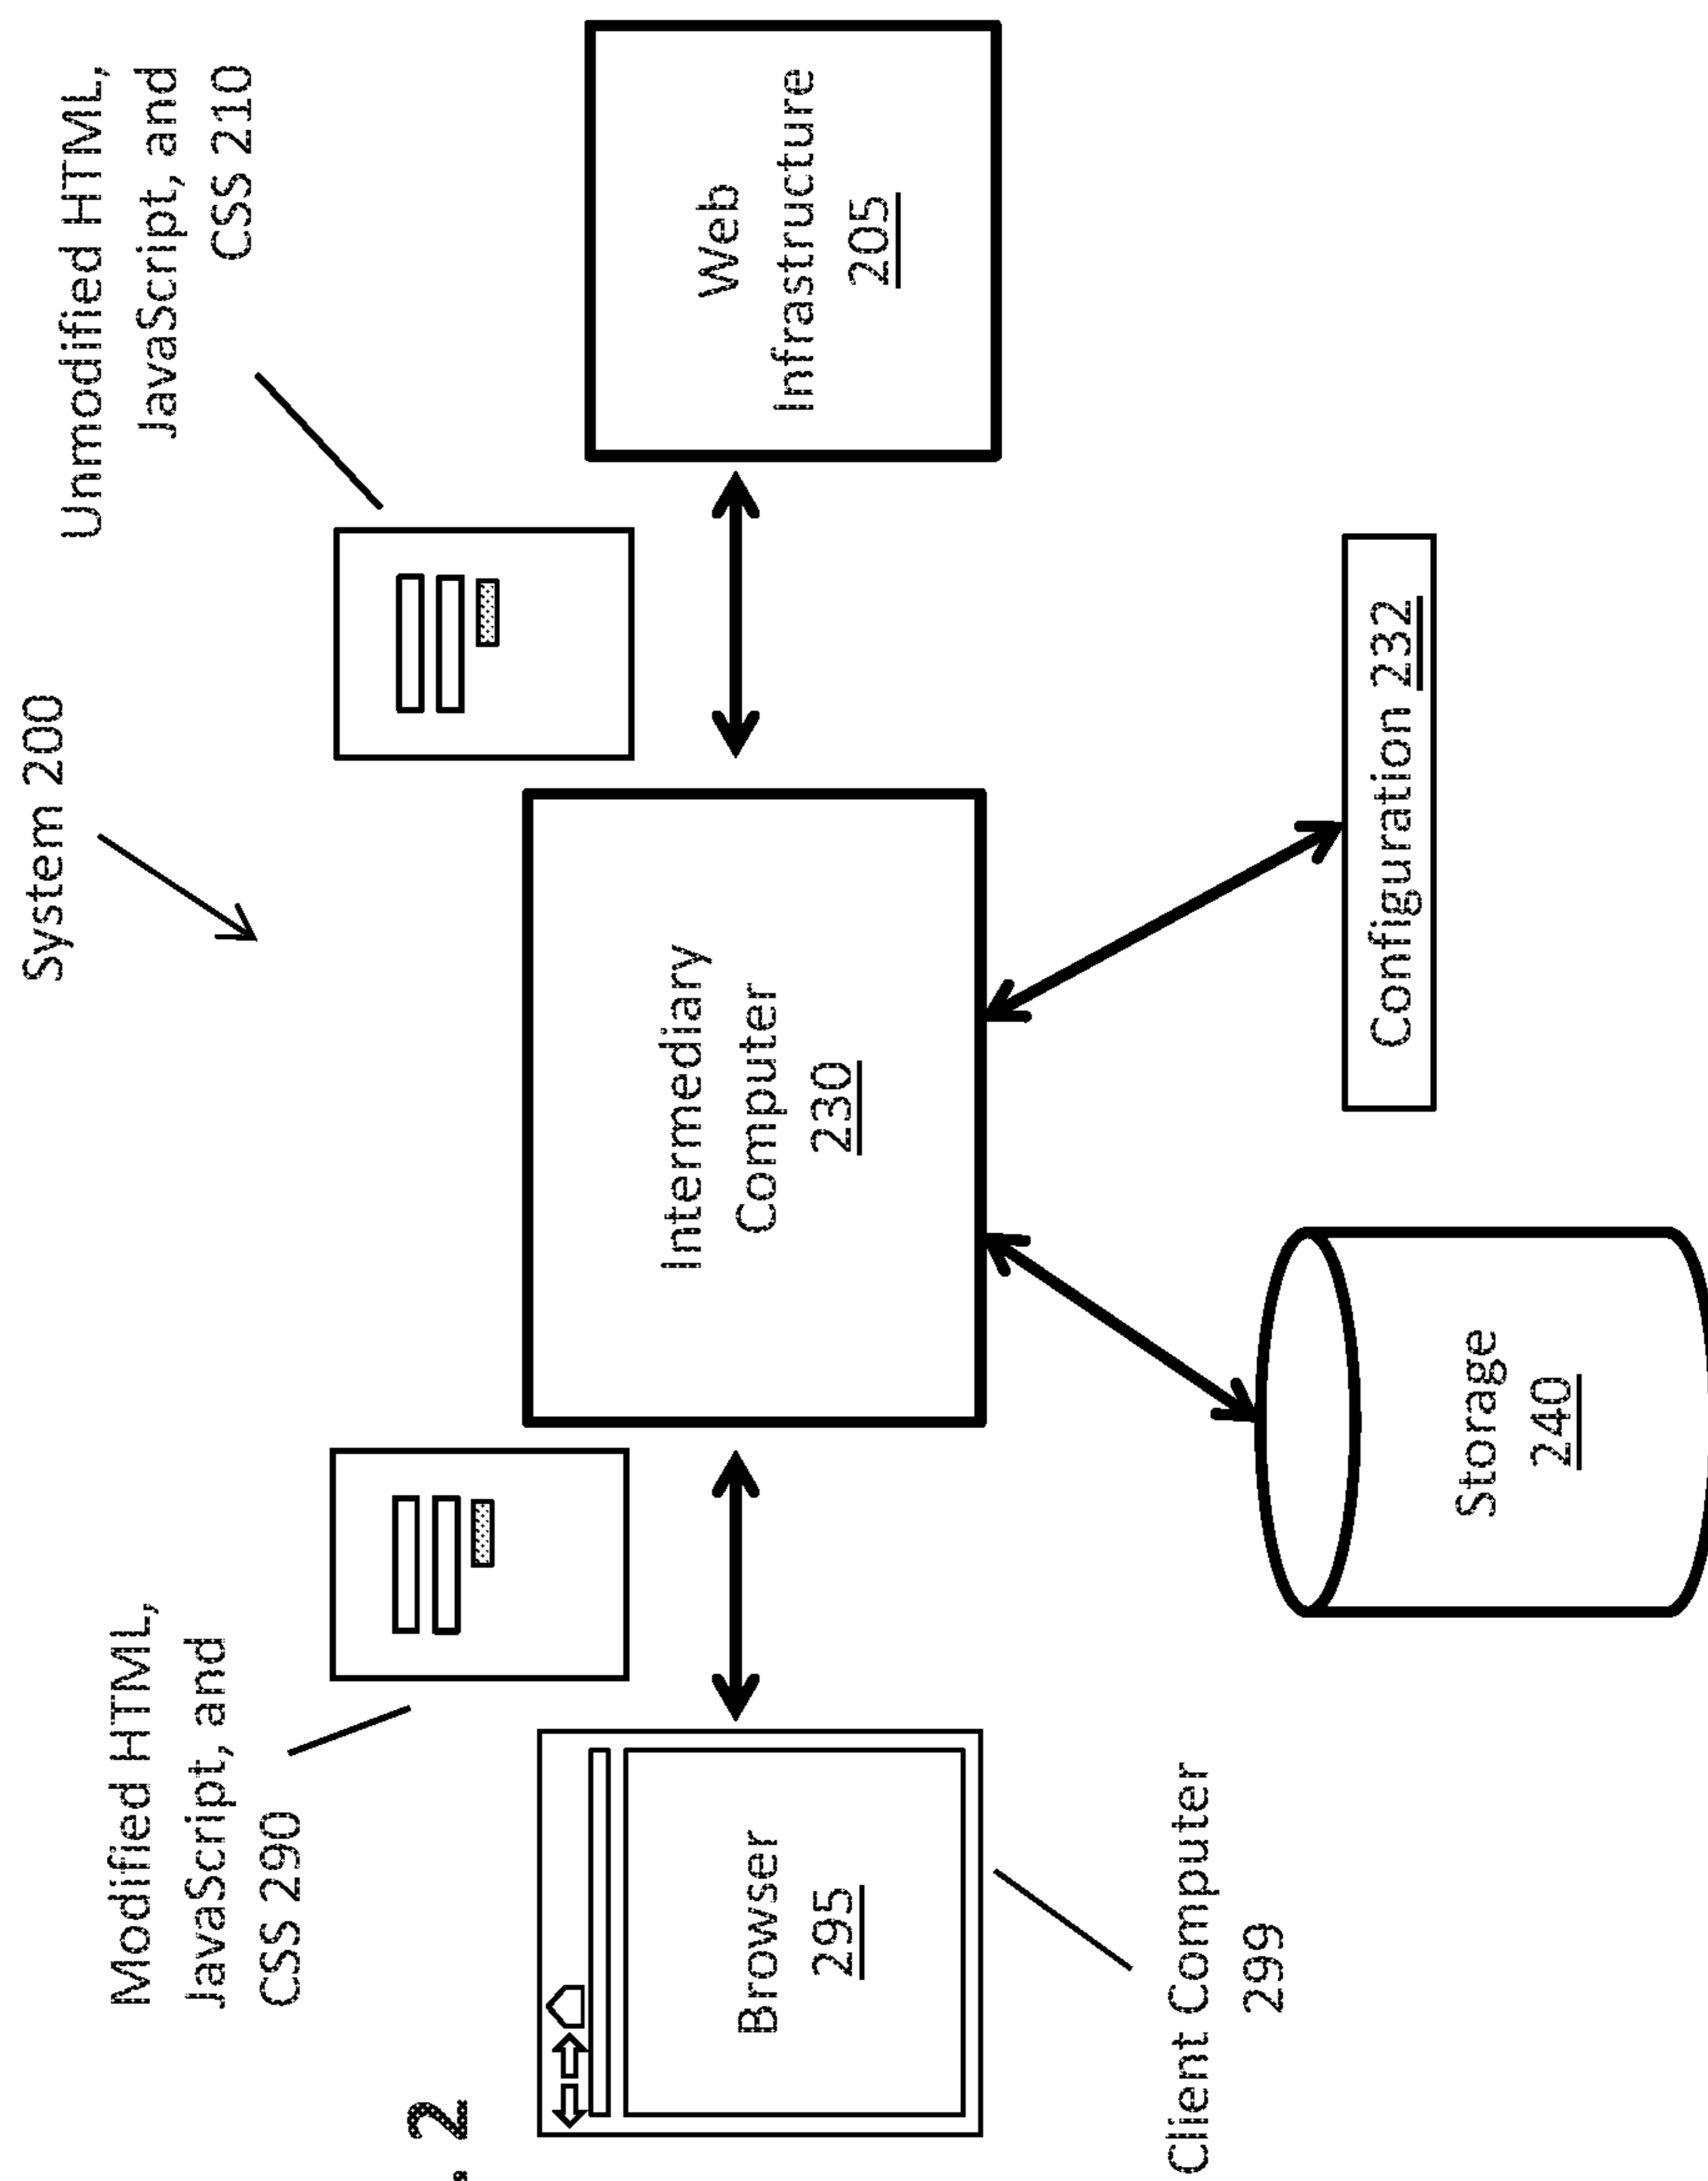 System 200
Modified HTML,
JavaScript, and
CSS 290
Unmodified HTML,
JavaScript, and
CSS 210
Browser
295
Intermediary
Computer
230
Web
Infrastructure
205
Client Computer
299
Storage
240
Configuration 232
. 2